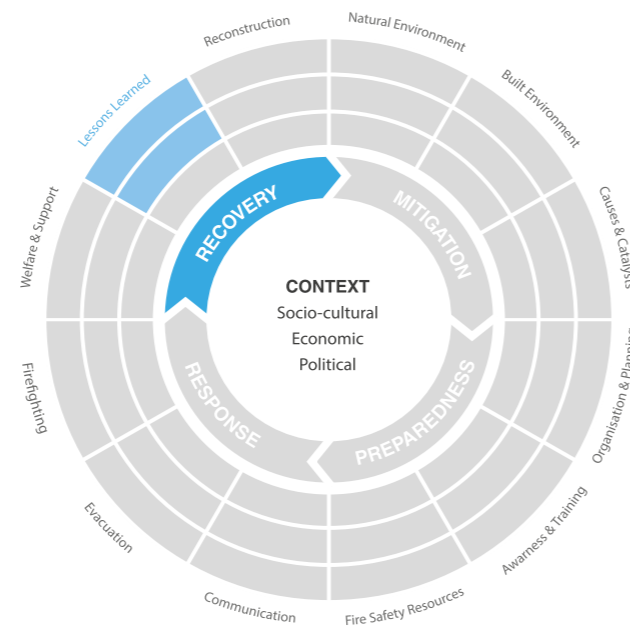 Reconstruction
Natural Environment
Built Environment
Causes & Catalysts
Organisation & Planning
Awarness & Training
Fire Safety Resources
Communication
Evacuation
Firefighting
Welfare & Support
Lessons Learned
RECOVERY
MITIGATION
PREPAREDNESS
RESPONSE
CONTEXT
Socio-cultural
Economic
Political